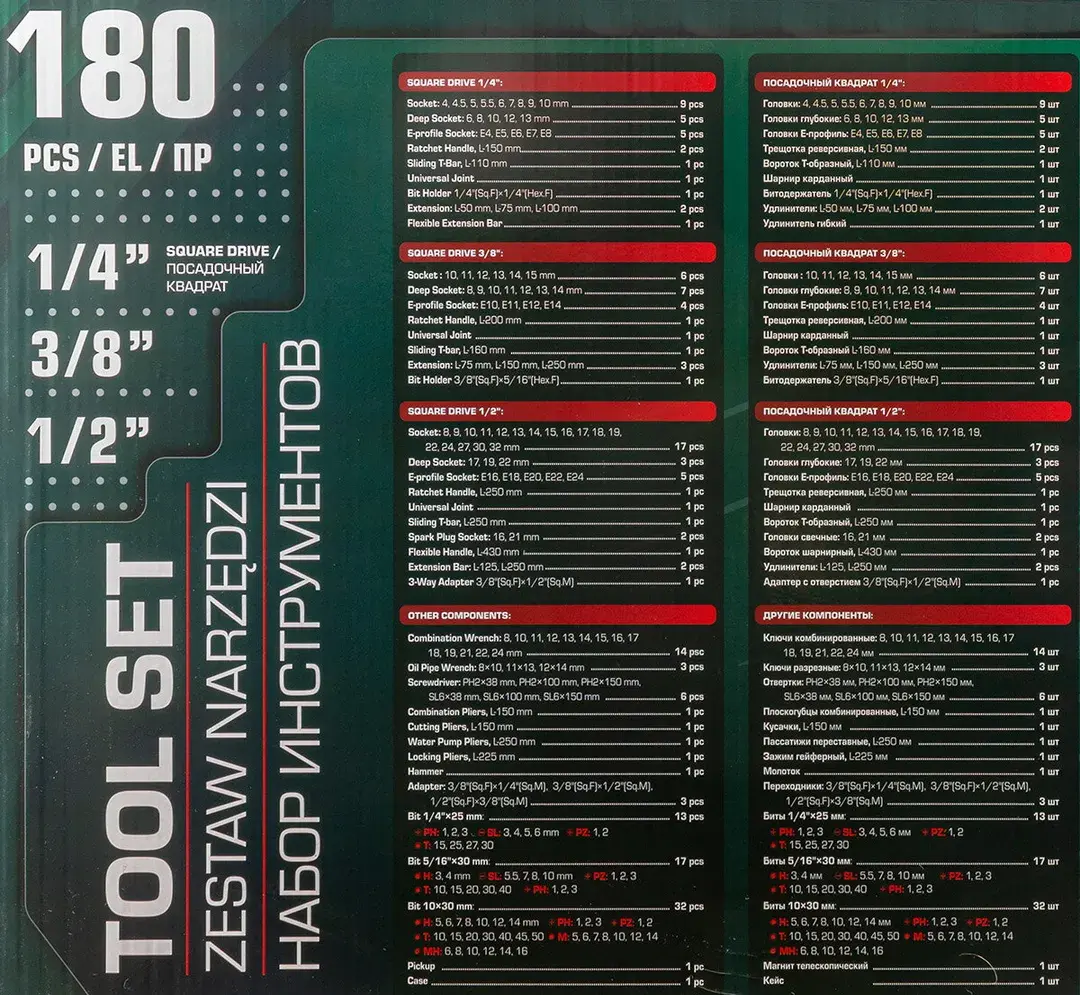 180
PCS / EL / ПР
1/4”
SQUARE DRIVE /
ПОСАДОЧНЫЙ
КВАДРАТ
3/8”
1/2”
TOOL SET
ZESTAW NARZĘDZI
НАБОР ИНСТРУМЕНТОВ
SQUARE DRIVE 1/4":
Socket: 4, 4.5, 5, 5.5, 6, 7, 8, 9, 10 mm 9 pcs
Deep Socket: 6, 8, 10, 12, 13 mm 5 pcs
E-profile Socket: E4, E5, E6, E7, E8 5 pcs
Ratchet Handle, L-150 mm 2 pcs
Sliding T-Bar, L-110 mm 1 pc
Universal Joint 1 pc
Bit Holder 1/4"(Sq.F)×1/4"(Hex.F) 1 pc
Extension: L-50 mm, L-75 mm, L-100 mm 2 pcs
Flexible Extension Bar 1 pc
SQUARE DRIVE 3/8":
Socket : 10, 11, 12, 13, 14, 15 mm 6 pcs
Deep Socket: 8, 9, 10, 11, 12, 13, 14 mm 7 pcs
E-profile Socket: E10, E11, E12, E14 4 pcs
Ratchet Handle, L-200 mm 1 pc
Universal Joint 1 pc
Sliding T-bar, L-160 mm 1 pc
Extension: L-75 mm, L-150 mm, L-250 mm 3 pcs
Bit Holder 3/8"(Sq.F)×5/16"(Hex.F) 1 pc
SQUARE DRIVE 1/2":
Socket: 8, 9, 10, 11, 12, 13, 14, 15, 16, 17, 18, 19,
22, 24, 27, 30, 32 mm 17 pcs
Deep Socket: 17, 19, 22 mm 3 pcs
E-profile Socket: E16, E18, E20, E22, E24 5 pcs
Ratchet Handle, L-250 mm 1 pc
Universal Joint 1 pc
Sliding T-bar, L-250 mm 1 pc
Spark Plug Socket: 16, 21 mm 2 pcs
Flexible Handle, L-430 mm 1 pc
Extension Bar: L-125, L-250 mm 2 pcs
3-Way Adapter 3/8"(Sq.F)×1/2"(Sq.M) 1 pc
OTHER COMPONENTS:
Combination Wrench: 8, 10, 11, 12, 13, 14, 15, 16, 17
18, 19, 21, 22, 24 mm 14 psc
Oil Pipe Wrench: 8×10, 11×13, 12×14 mm 3 pcs
Screwdriver: PH2×38 mm, PH2×100 mm, PH2×150 mm,
SL6×38 mm, SL6×100 mm, SL6×150 mm 6 pcs
Combination Pliers, L-150 mm 1 pc
Cutting Pliers, L-150 mm 1 pc
Water Pump Pliers, L-250 mm 1 pc
Locking Pliers, L-225 mm 1 pc
Hammer 1 pc
Adapter: 3/8"(Sq.F)×1/4"(Sq.M), 3/8"(Sq.F)×1/2"(Sq.M),
1/2"(Sq.F)×3/8"(Sq.M) 3 pcs
Bit 1/4"×25 mm: 13 pcs
PH: 1, 2, 3 SL: 3, 4, 5, 6 mm PZ: 1, 2
T: 15, 25, 27, 30
Bit 5/16"×30 mm: 17 pcs
H: 3, 4 mm SL: 5.5, 7, 8, 10 mm PZ: 1, 2, 3
T: 10, 15, 20, 30, 40 PH: 1, 2, 3
Bit 10×30 mm: 32 pcs
H: 5, 6, 7, 8, 10, 12, 14 mm PH: 1, 2, 3 PZ: 1, 2
T: 10, 15, 20, 30, 40, 45, 50 M: 5, 6, 7, 8, 10, 12, 14
MH: 6, 8, 10, 12, 14, 16
Pickup 1 pc
Case 1 pc
ПОСАДОЧНЫЙ КВАДРАТ 1/4":
Головки: 4, 4.5, 5, 5.5, 6, 7, 8, 9, 10 мм 9 шт
Головки глубокие: 6, 8, 10, 12, 13 мм 5 шт
Головки Е-профиль: E4, E5, E6, E7, E8 5 шт
Трещотка реверсивная, L-150 мм 2 шт
Вороток Т-образный, L-110 мм 1 шт
Шарнир карданный 1 шт
Битодержатель 1/4"(Sq.F)×1/4"(Hex.F) 1 шт
Удлинители: L-50 мм, L-75 мм, L-100 мм 2 шт
Удлинитель гибкий 1 шт
ПОСАДОЧНЫЙ КВАДРАТ 3/8":
Головки : 10, 11, 12, 13, 14, 15 мм 6 шт
Головки глубокие: 8, 9, 10, 11, 12, 13, 14 мм 7 шт
Головки Е-профиль: E10, E11, E12, E14 4 шт
Трещотка реверсивная, L-200 мм 1 шт
Шарнир карданный 1 шт
Вороток Т-образный L-160 мм 1 шт
Удлинители: L-75 мм, L-150 мм, L-250 мм 3 шт
Битодержатель 3/8"(Sq.F)×5/16"(Hex.F) 1 шт
ПОСАДОЧНЫЙ КВАДРАТ 1/2":
Головки: 8, 9, 10, 11, 12, 13, 14, 15, 16, 17, 18, 19,
22, 24, 27, 30, 32 mm 17 pcs
Головки глубокие: 17, 19, 22 мм 3 pcs
Головки Е-профиль: E16, E18, E20, E22, E24 5 pcs
Трещотка реверсивная, L-250 мм 1 pc
Шарнир карданный 1 pc
Вороток Т-образный, L-250 мм 1 pc
Головки свечные: 16, 21 мм 2 pcs
Вороток шарнирный, L-430 мм 1 pc
Удлинители: L-125, L-250 мм 2 pcs
Адаптер с отверстием 3/8"(Sq.F)×1/2"(Sq.M) 1 pc
ДРУГИЕ КОМПОНЕНТЫ:
Ключи комбинированные: 8, 10, 11, 12, 13, 14, 15, 16, 17
18, 19, 21, 22, 24 мм 14 шт
Ключи разрезные: 8×10, 11×13, 12×14 мм 3 шт
Отвертки: PH2×38 мм, PH2×100 мм, PH2×150 мм,
SL6×38 мм, SL6×100 мм, SL6×150 мм 6 шт
Плоскогубцы комбинированные, L-150 мм 1 шт
Кусачки, L-150 мм 1 шт
Пассатижи переставные, L-250 мм 1 шт
Зажим гейферный, L-225 мм 1 шт
Молоток 1 шт
Переходники: 3/8"(Sq.F)×1/4"(Sq.M), 3/8"(Sq.F)×1/2"(Sq.M),
1/2"(Sq.F)×3/8"(Sq.M) 3 шт
Биты 1/4"×25 мм: 13 шт
PH: 1, 2, 3 SL: 3, 4, 5, 6 мм PZ: 1, 2
T: 15, 25, 27, 30
Биты 5/16"×30 мм: 17 шт
H: 3, 4 мм SL: 5.5, 7, 8, 10 мм PZ: 1, 2, 3
T: 10, 15, 20, 30, 40 PH: 1, 2, 3
Биты 10×30 мм: 32 шт
H: 5, 6, 7, 8, 10, 12, 14 мм PH: 1, 2, 3 PZ: 1, 2
T: 10, 15, 20, 30, 40, 45, 50 M: 5, 6, 7, 8, 10, 12, 14
MH: 6, 8, 10, 12, 14, 16
Магнит телескопический 1 шт
Кейс 1 шт